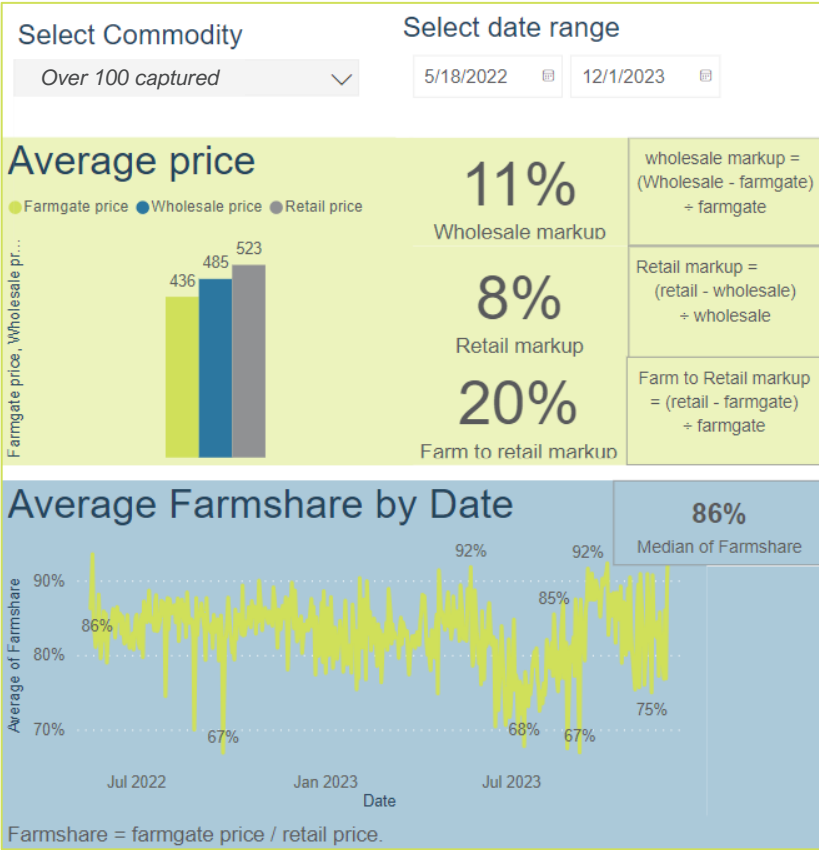 Select Commodity
Select date range
Over 100 captured
5/18/2022
12/1/2023
Average price
Farmgate price Wholesale price Retail price
Farmgate price, Wholesale pr...
436
485
523
11%
Wholesale markup
wholesale markup =
(Wholesale - farmgate)
÷ farmgate
8%
Retail markup
Retail markup =
(retail - wholesale)
÷ wholesale
20%
Farm to retail markup
Farm to Retail markup
= (retail - farmgate)
÷ farmgate
Average Farmshare by Date
86%
Median of Farmshare
Average of Farmshare
90%
80%
70%
86%
67%
92%
68%
85%
67%
92%
75%
Jul 2022
Jan 2023
Jul 2023
Date
Farmshare = farmgate price / retail price.